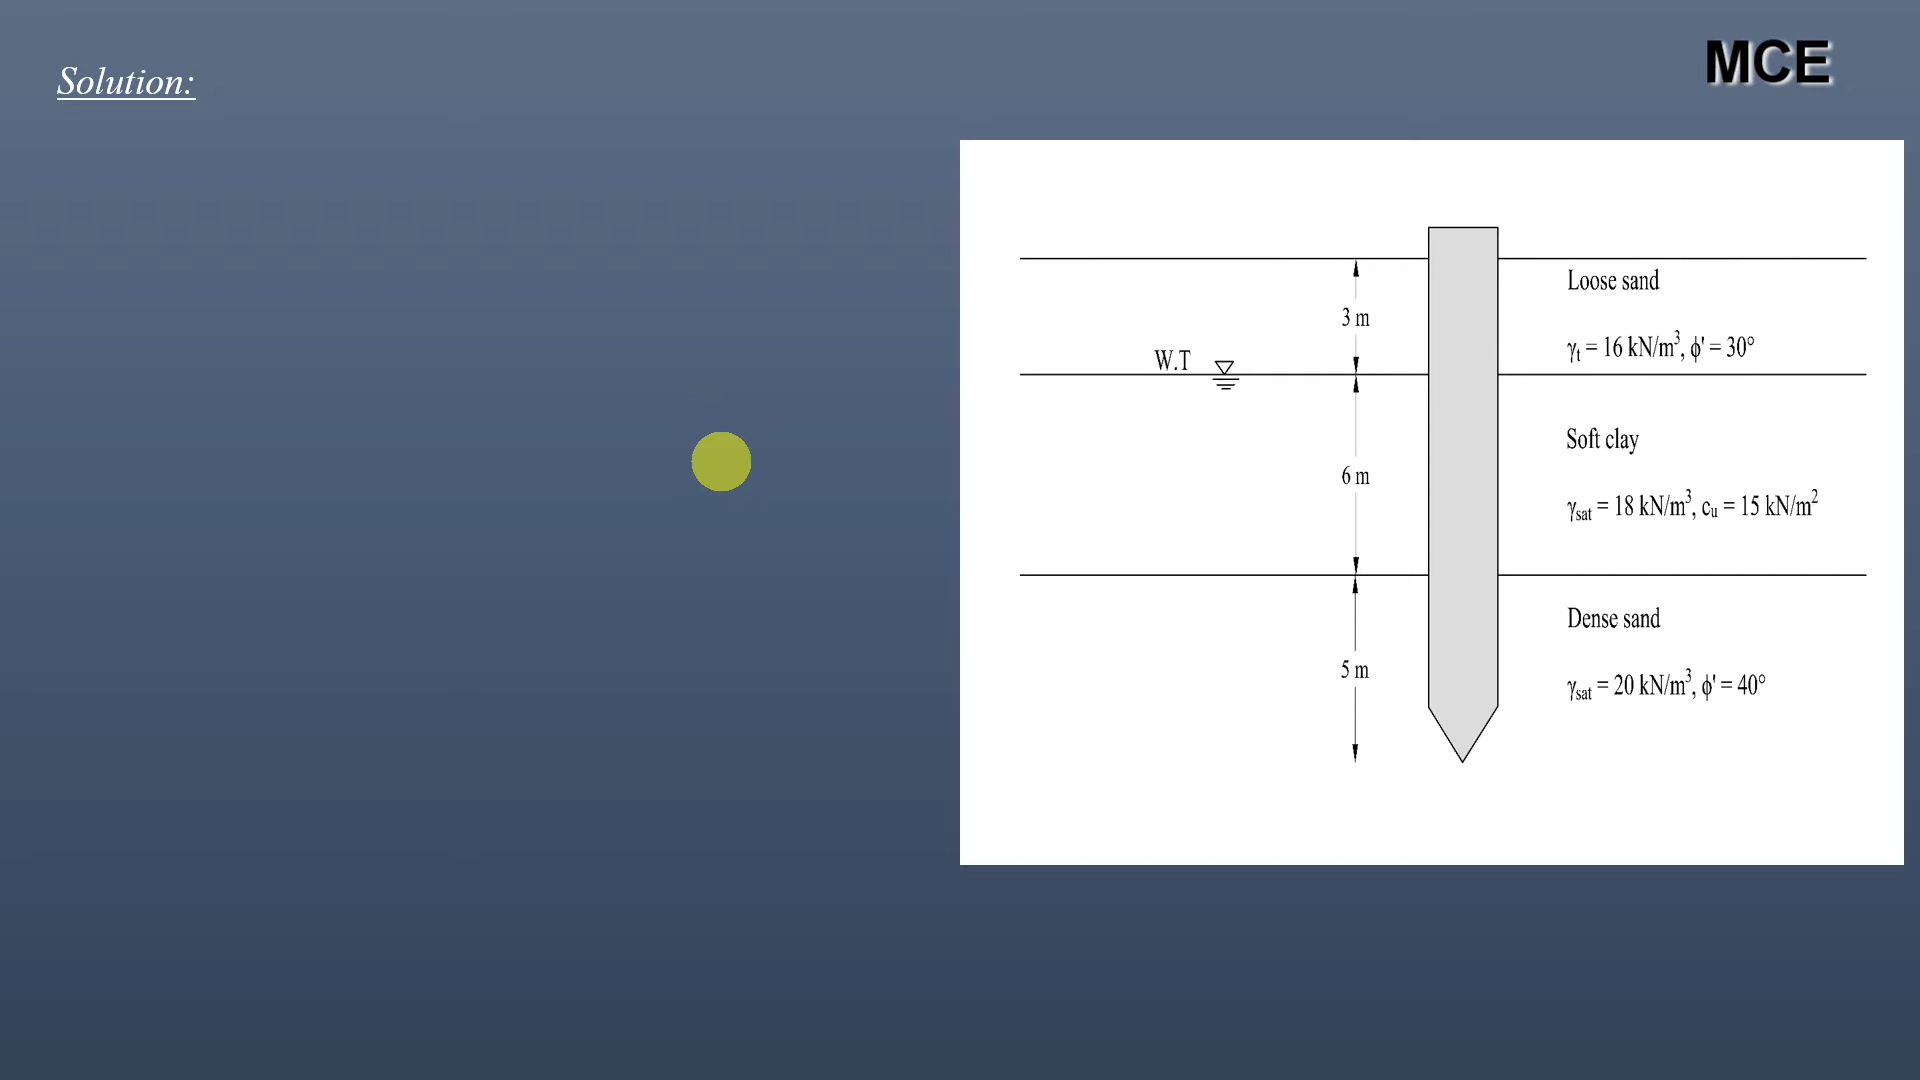 Solution:
MCE
Loose sand
3 m
γt = 16 kN/m³, ϕ' = 30°
W.T
Soft clay
6 m
γsat = 18 kN/m³, cu = 15 kN/m²
Dense sand
5 m
γsat = 20 kN/m³, ϕ' = 40°